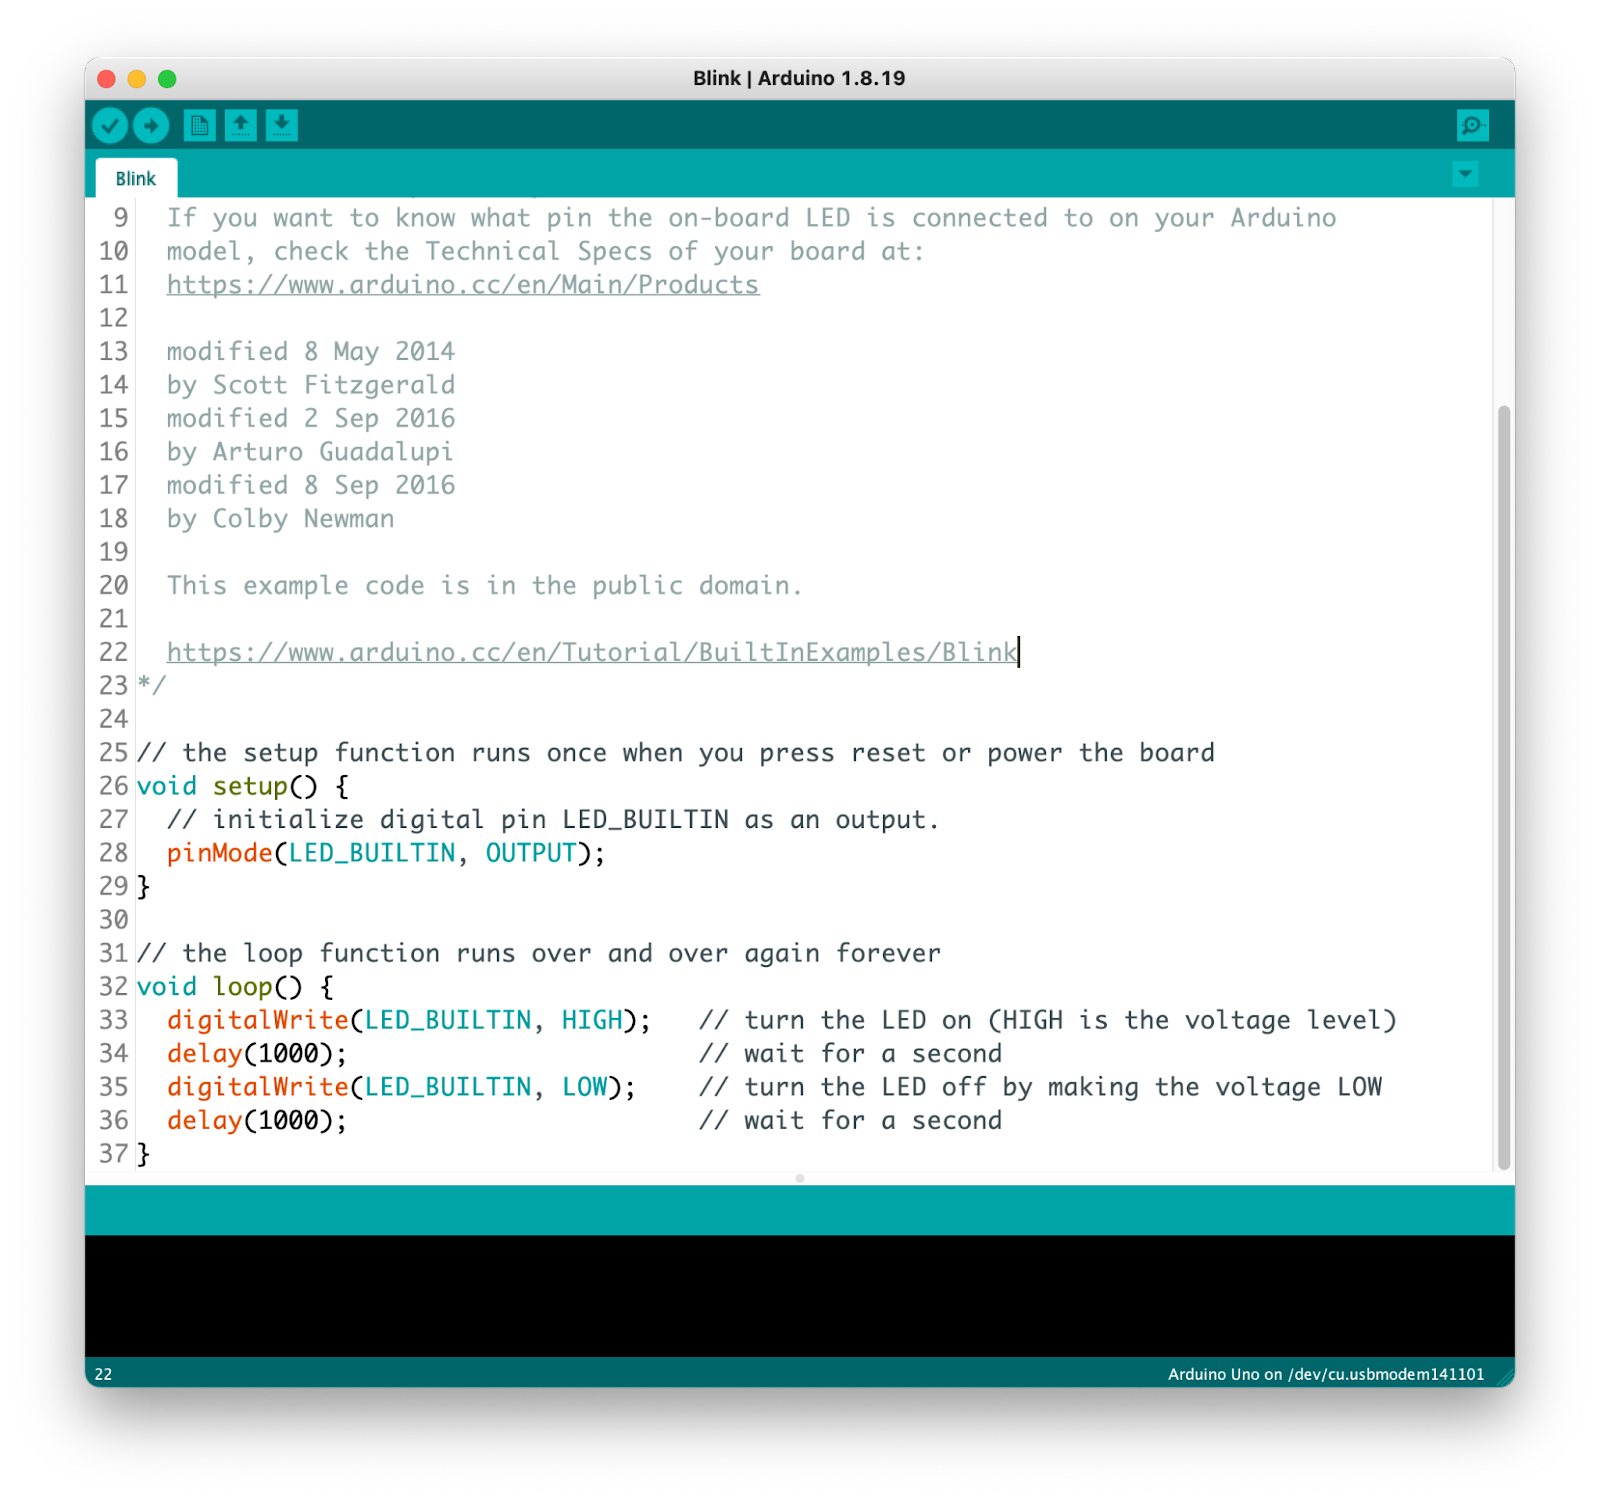 Blink | Arduino 1.8.19
Blink
9 If you want to know what pin the on-board LED is connected to on your Arduino
10 model, check the Technical Specs of your board at:
11 https://www.arduino.cc/en/Main/Products
12
13 modified 8 May 2014
14 by Scott Fitzgerald
15 modified 2 Sep 2016
16 by Arturo Guadalupi
17 modified 8 Sep 2016
18 by Colby Newman
19
20 This example code is in the public domain.
21
22 https://www.arduino.cc/en/Tutorial/BuiltInExamples/Blink
23 */
24
25 // the setup function runs once when you press reset or power the board
26 void setup() {
27   // initialize digital pin LED_BUILTIN as an output.
28   pinMode(LED_BUILTIN, OUTPUT);
29 }
30
31 // the loop function runs over and over again forever
32 void loop() {
33   digitalWrite(LED_BUILTIN, HIGH);   // turn the LED on (HIGH is the voltage level)
34   delay(1000);                       // wait for a second
35   digitalWrite(LED_BUILTIN, LOW);    // turn the LED off by making the voltage LOW
36   delay(1000);                       // wait for a second
37 }
22
Arduino Uno on /dev/cu.usbmodem141101